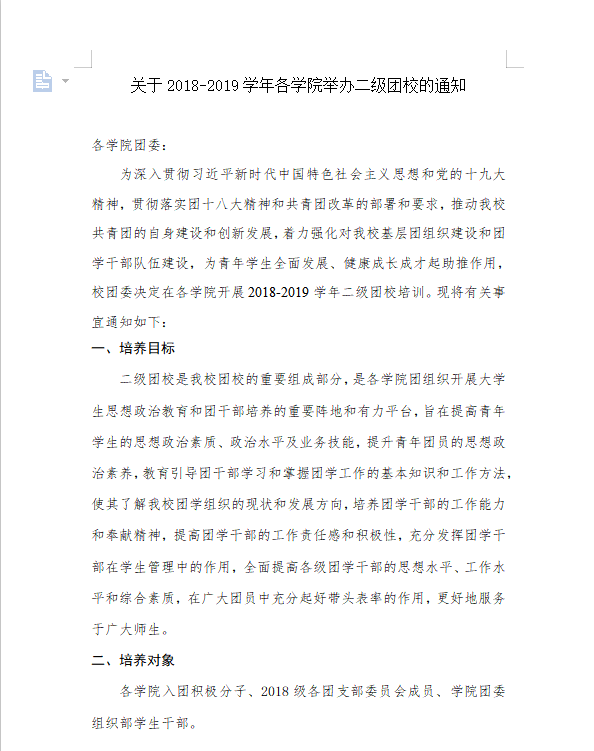 关于 2018-2019 学年各学院举办二级团校的通知
各学院团委：
为深入贯彻习近平新时代中国特色社会主义思想和党的十九大
精神，贯彻落实团十八大精神和共青团改革的部署和要求，推动我校
共青团的自身建设和创新发展，着力强化对我校基层团组织建设和团
学干部队伍建设，为青年学生全面发展、健康成长成才起助推作用，
校团委决定在各学院开展 2018-2019 学年二级团校培训。现将有关事
宜通知如下：
一、培养目标
二级团校是我校团校的重要组成部分，是各学院团组织开展大学
生思想政治教育和团干部培养的重要阵地和有力平台，旨在提高青年
学生的思想政治素质、政治水平及业务技能，提升青年团员的思想政
治素养，教育引导团干部学习和掌握团学工作的基本知识和工作方法，
使其了解我校团学组织的现状和发展方向，培养团学干部的工作能力
和奉献精神，提高团学干部的工作责任感和积极性，充分发挥团学干
部在学生管理中的作用，全面提高各级团学干部的思想水平、工作水
平和综合素质，在广大团员中充分起好带头表率的作用，更好地服务
于广大师生。
二、培养对象
各学院入团积极分子、2018 级各团支部委员会成员、学院团委
组织部学生干部。